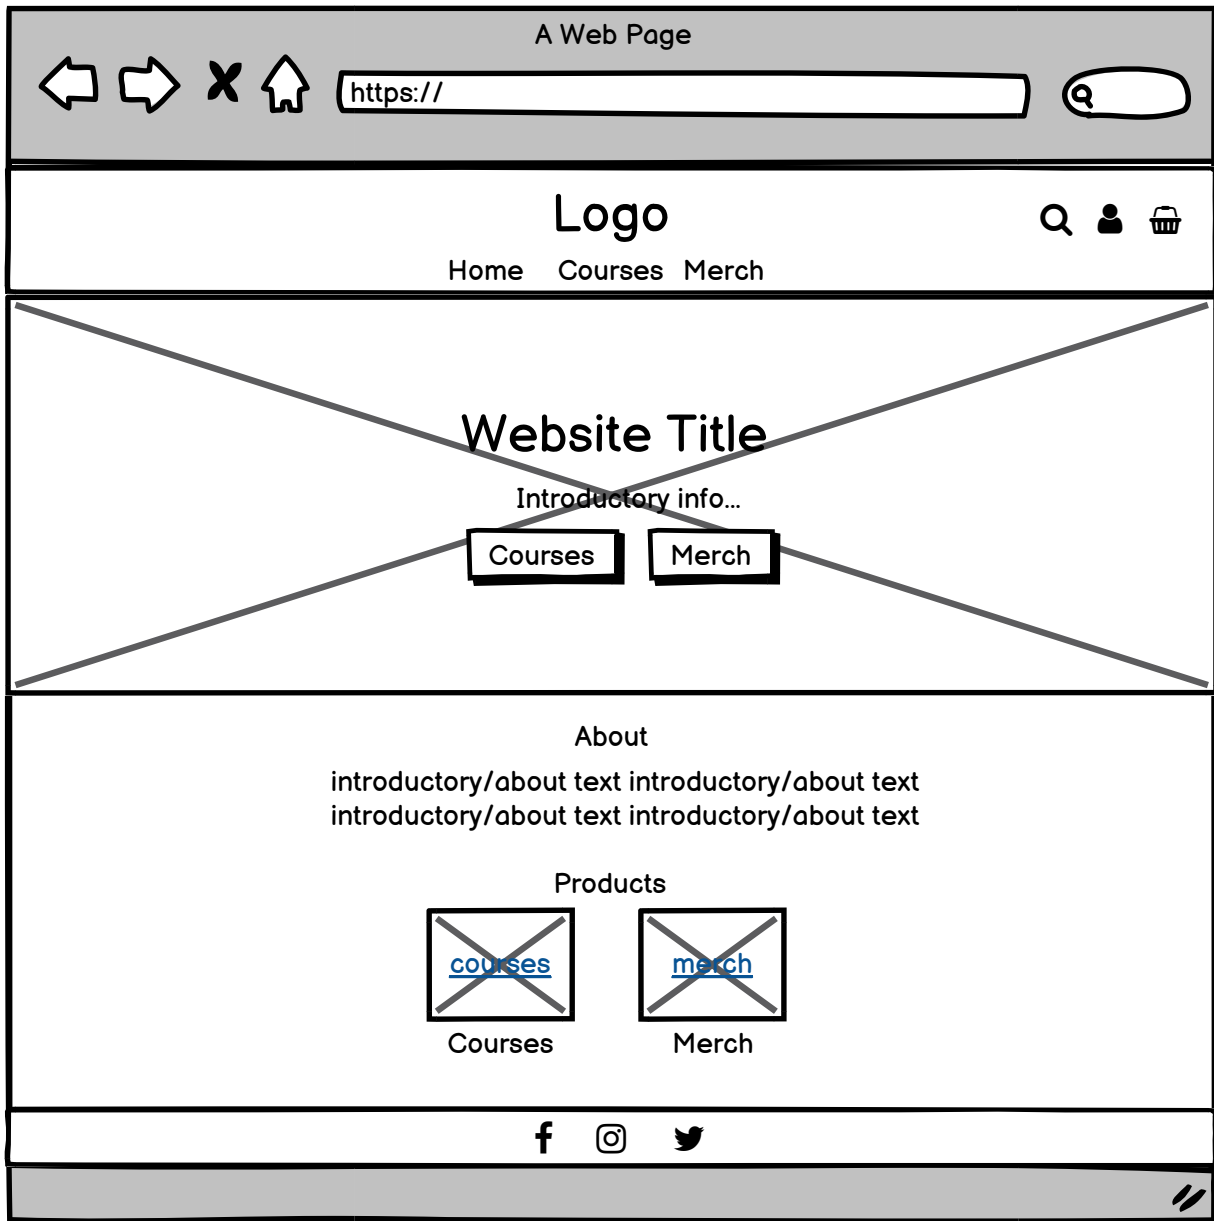 A Web Page
https://
Logo
Home Courses Merch
Website Title
Introductory info...
Courses Merch
About
introductory/about text introductory/about text
introductory/about text introductory/about text
Products
courses merch
Courses Merch